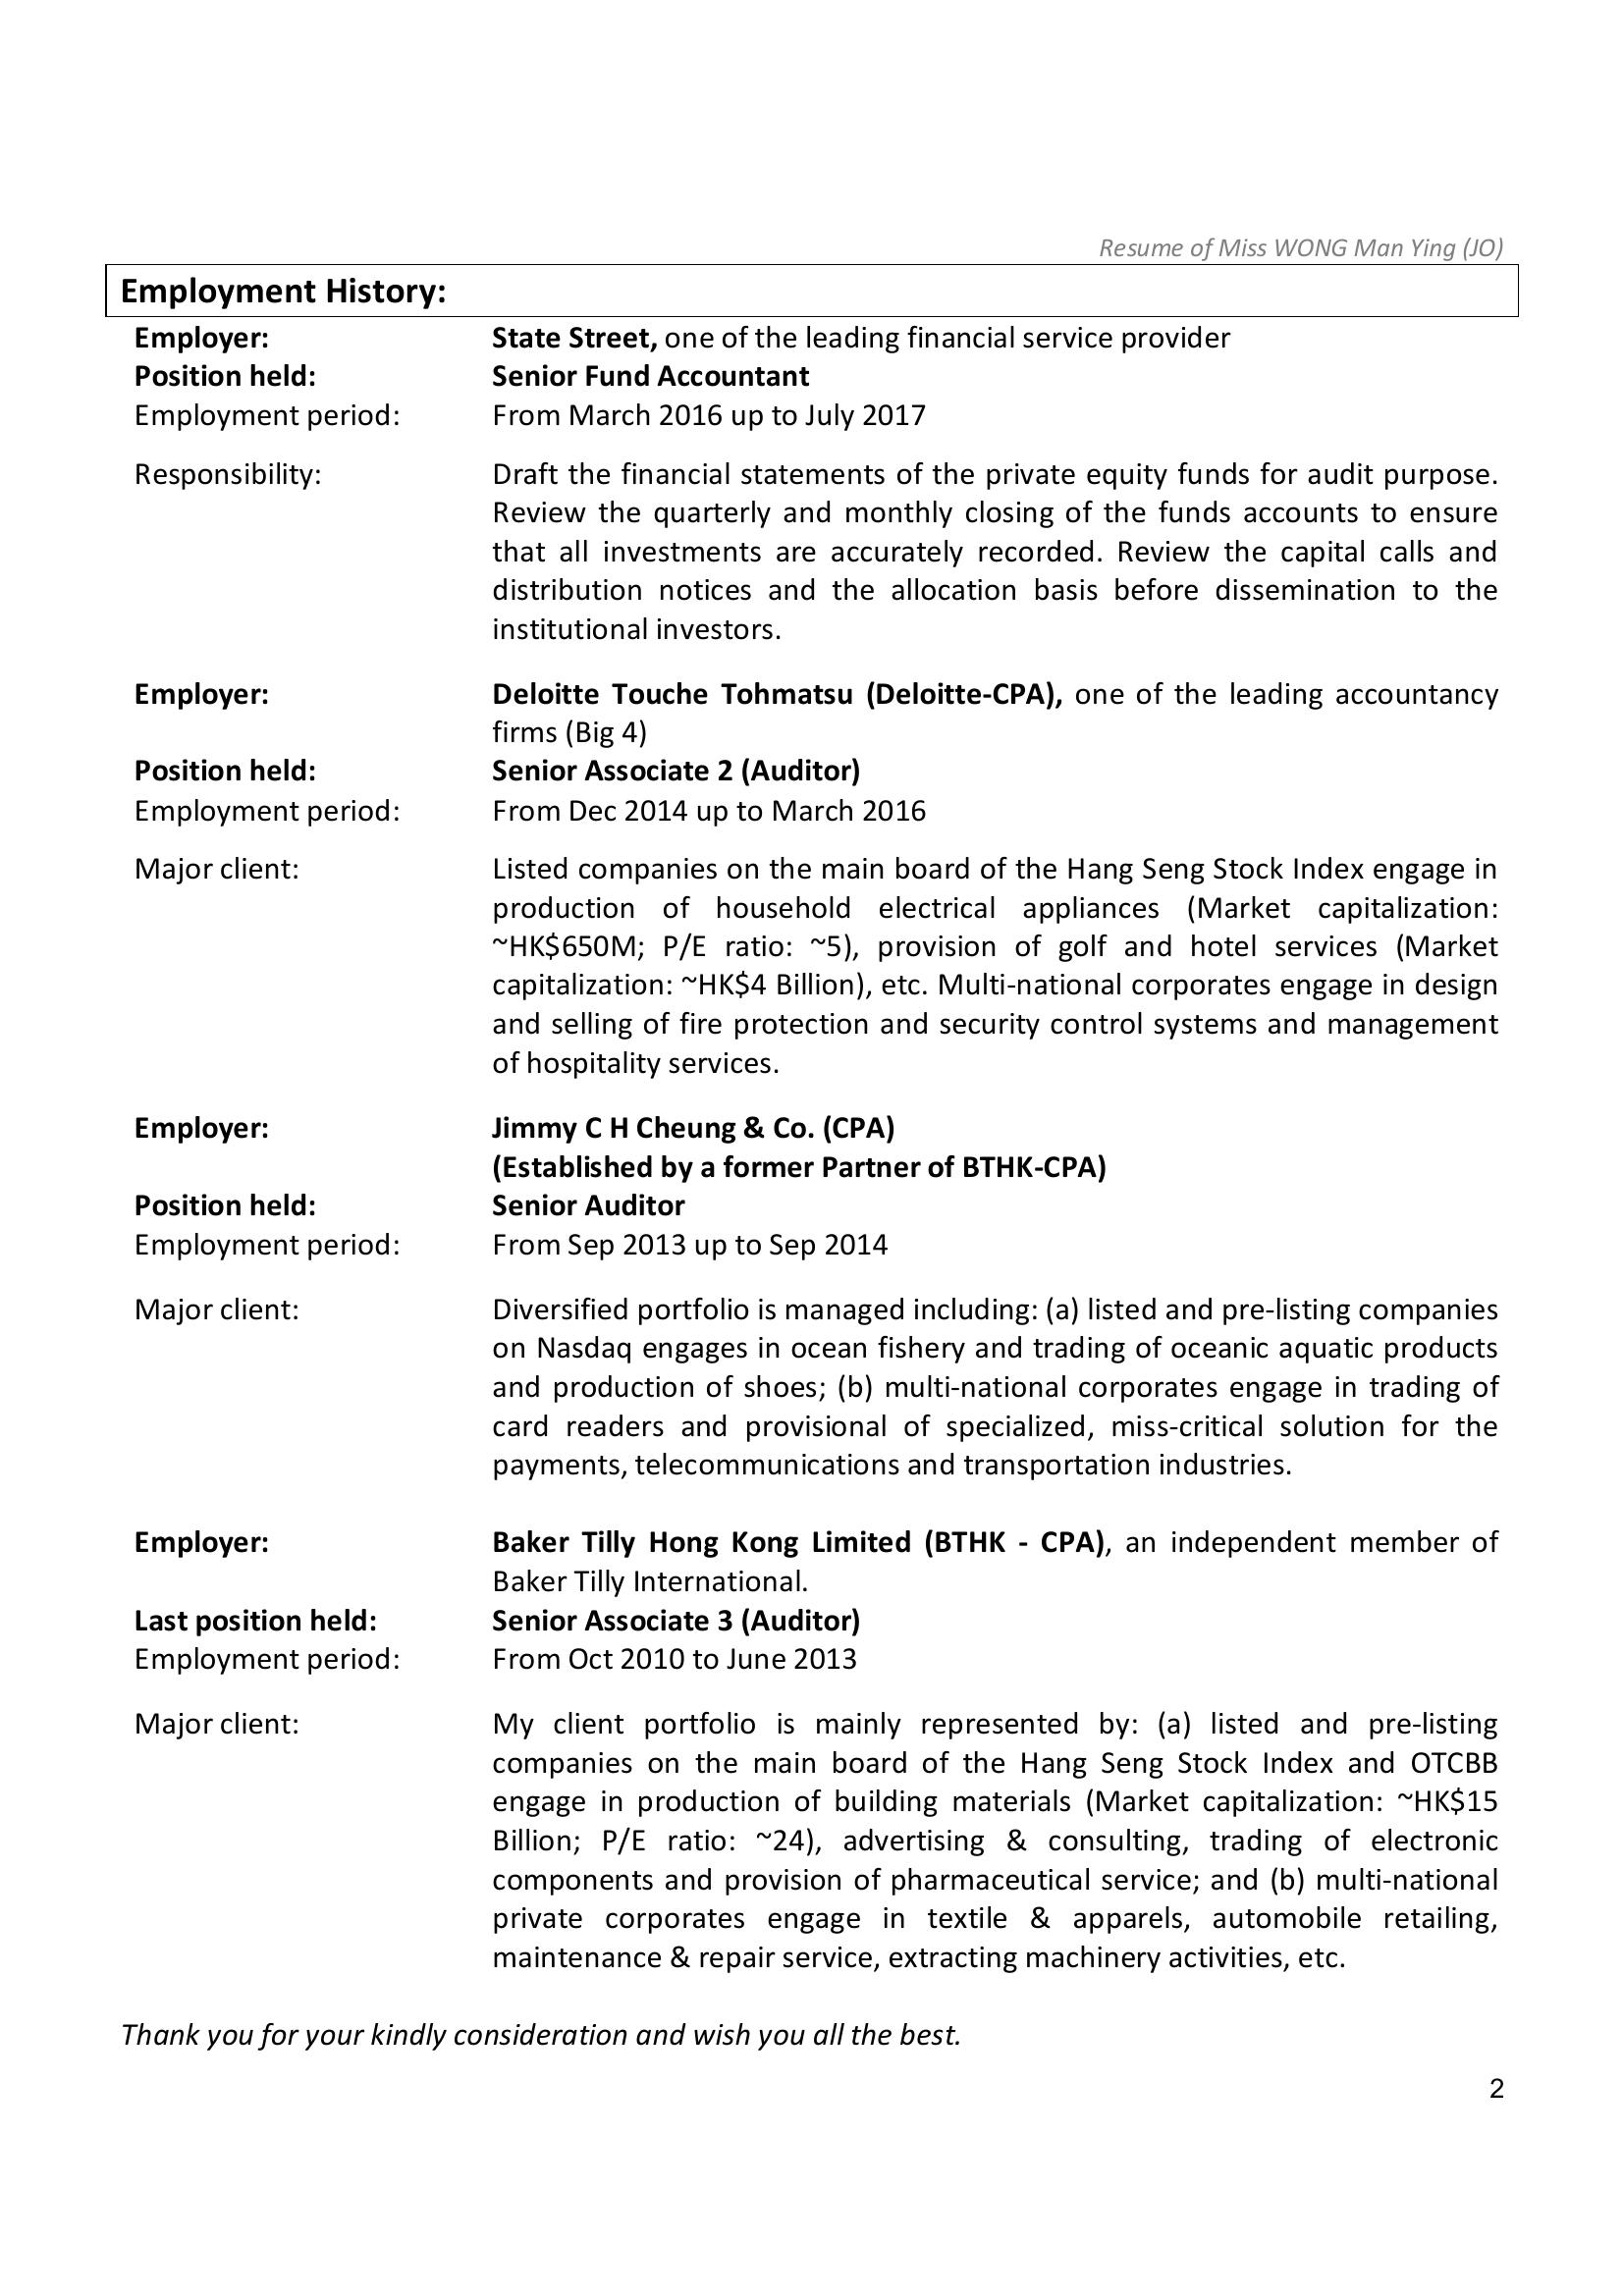 Resume of Miss WONG Man Ying (JO)
Employment History:
Employer: State Street, one of the leading financial service provider
Position held: Senior Fund Accountant
Employment period: From March 2016 up to July 2017
Responsibility: Draft the financial statements of the private equity funds for audit purpose.
Review the quarterly and monthly closing of the funds accounts to ensure
that all investments are accurately recorded. Review the capital calls and
distribution notices and the allocation basis before dissemination to the
institutional investors.
Employer: Deloitte Touche Tohmatsu (Deloitte-CPA), one of the leading accountancy
firms (Big 4)
Position held: Senior Associate 2 (Auditor)
Employment period: From Dec 2014 up to March 2016
Major client: Listed companies on the main board of the Hang Seng Stock Index engage in
production of household electrical appliances (Market capitalization:
~HK$650M; P/E ratio: ~5), provision of golf and hotel services (Market
capitalization: ~HK$4 Billion), etc. Multi-national corporates engage in design
and selling of fire protection and security control systems and management
of hospitality services.
Employer: Jimmy C H Cheung & Co. (CPA)
(Established by a former Partner of BTHK-CPA)
Position held: Senior Auditor
Employment period: From Sep 2013 up to Sep 2014
Major client: Diversified portfolio is managed including: (a) listed and pre-listing companies
on Nasdaq engages in ocean fishery and trading of oceanic aquatic products
and production of shoes; (b) multi-national corporates engage in trading of
card readers and provisional of specialized, miss-critical solution for the
payments, telecommunications and transportation industries.
Employer: Baker Tilly Hong Kong Limited (BTHK - CPA), an independent member of
Baker Tilly International.
Last position held: Senior Associate 3 (Auditor)
Employment period: From Oct 2010 to June 2013
Major client: My client portfolio is mainly represented by: (a) listed and pre-listing
companies on the main board of the Hang Seng Stock Index and OTCBB
engage in production of building materials (Market capitalization: ~HK$15
Billion; P/E ratio: ~24), advertising & consulting, trading of electronic
components and provision of pharmaceutical service; and (b) multi-national
private corporates engage in textile & apparels, automobile retailing,
maintenance & repair service, extracting machinery activities, etc.
Thank you for your kindly consideration and wish you all the best.
2